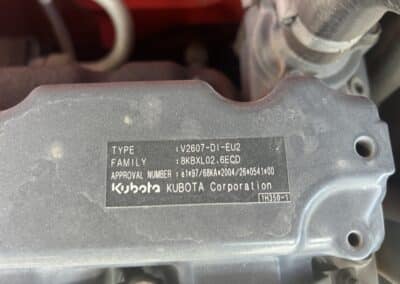 TYPE :V2607-DI-EU2
FAMILY :8KBXL02.6ECD
APPROVAL NUMBER :e1*97/68KA*2004/26*0541*00
Kubota KUBOTA Corporation
1H350-1